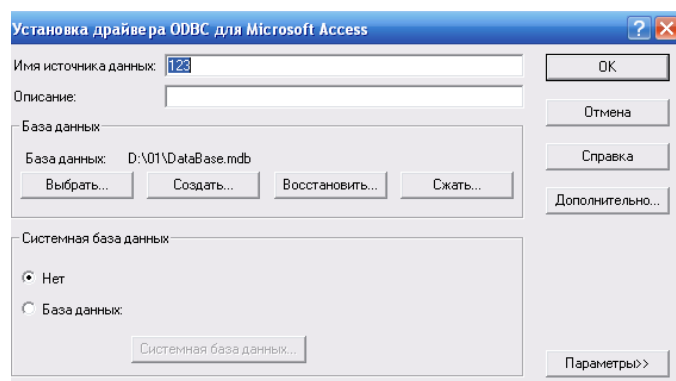 Установка драйвера ODBC для Microsoft Access
Имя источника данных: 123
OK
Описание:
Отмена
База данных
База данных: D:\01\DataBase.mdb
Справка
Выбрать... Создать... Восстановить... Сжать...
Дополнительно...
Системная база данных
Нет
База данных:
Системная база данных...
Параметры>>